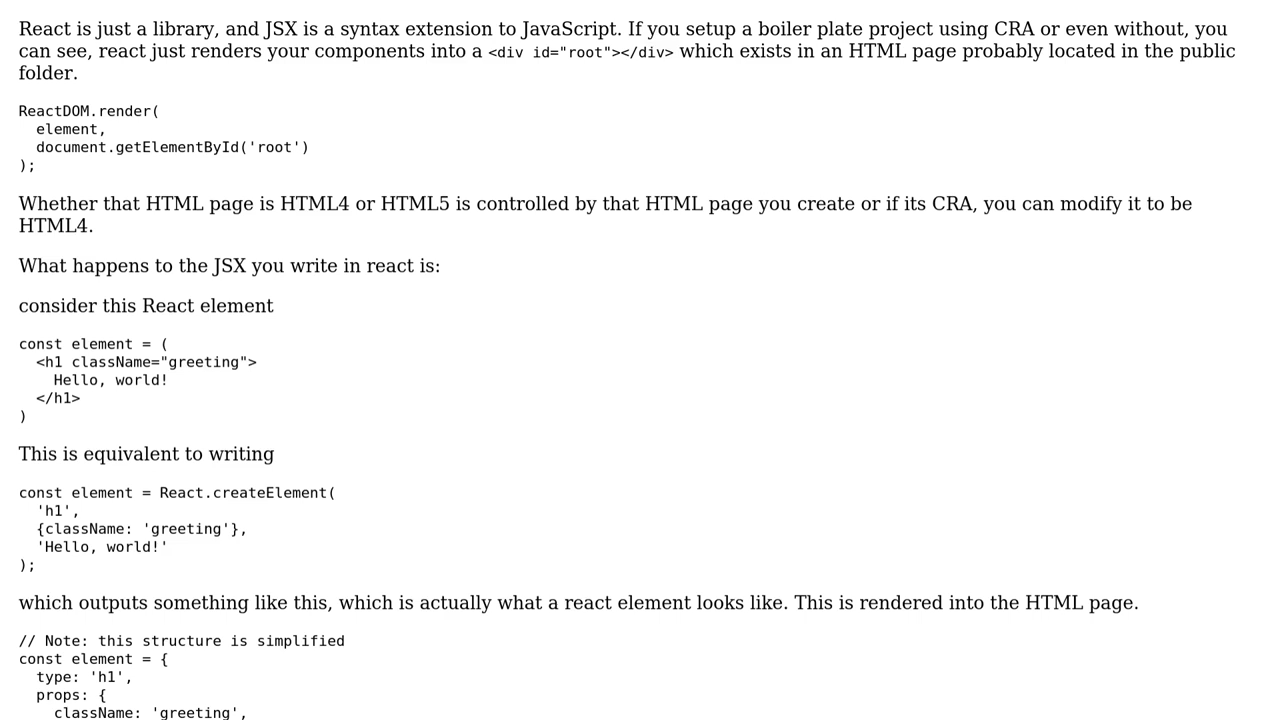 React is just a library, and JSX is a syntax extension to JavaScript. If you setup a boiler plate project using CRA or even without, you
can see, react just renders your components into a <div id="root"></div> which exists in an HTML page probably located in the public
folder.
ReactDOM.render(
  element,
  document.getElementById('root')
);
Whether that HTML page is HTML4 or HTML5 is controlled by that HTML page you create or if its CRA, you can modify it to be
HTML4.
What happens to the JSX you write in react is:
consider this React element
const element = (
  <h1 className="greeting">
    Hello, world!
  </h1>
)
This is equivalent to writing
const element = React.createElement(
  'h1',
  {className: 'greeting'},
  'Hello, world!'
);
which outputs something like this, which is actually what a react element looks like. This is rendered into the HTML page.
// Note: this structure is simplified
const element = {
  type: 'h1',
  props: {
    className: 'greeting',